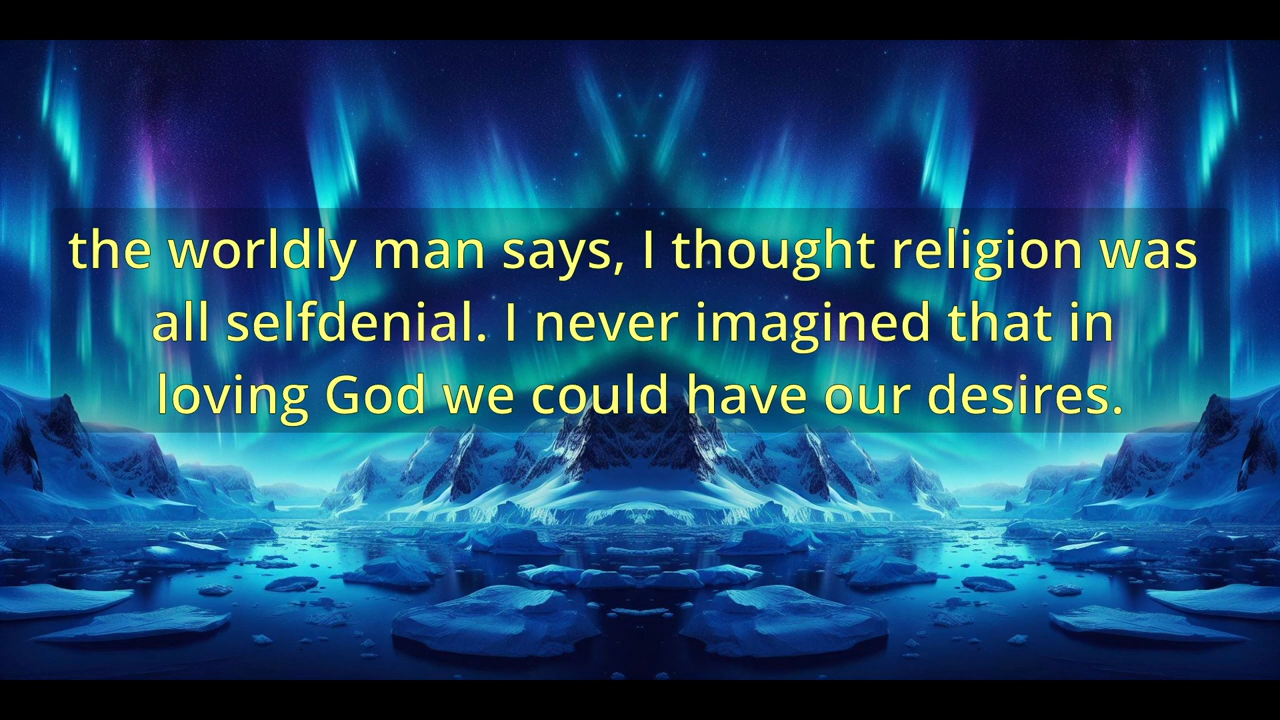 the worldly man says, I thought religion was
all selfdenial. I never imagined that in
loving God we could have our desires.